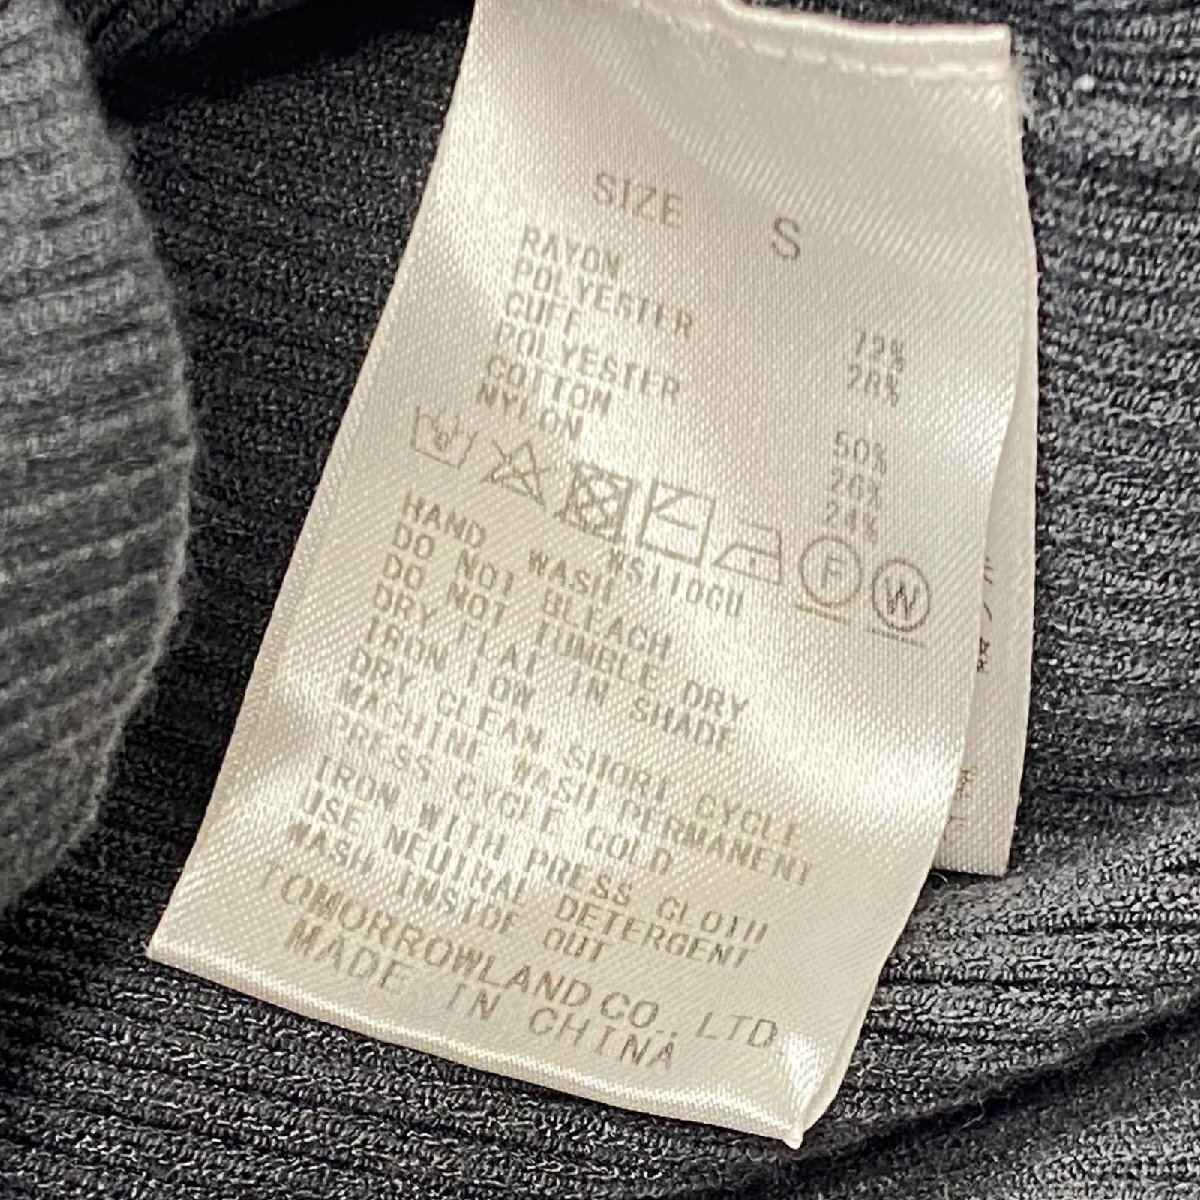 SIZE S
RAYON 72%
POLYESTER 28%
CUFF
POLYESTER 50%
COTTON 26%
NYLON 24%
F W
WS110GU
HAND WASH
DO NOT BLEACH
DO NOT TUMBLE DRY
DRY FLAT IN SHADE
IRON LOW
DRY CLEAN SHORT CYCLE
MACHINE WASH PERMANENT
PRESS CYCLE COLD
IRON WITH PRESS CLOTH
USE NEUTRAL DETERGENT
WASH INSIDE OUT
TOMORROWLAND CO., LTD
MADE IN CHINA